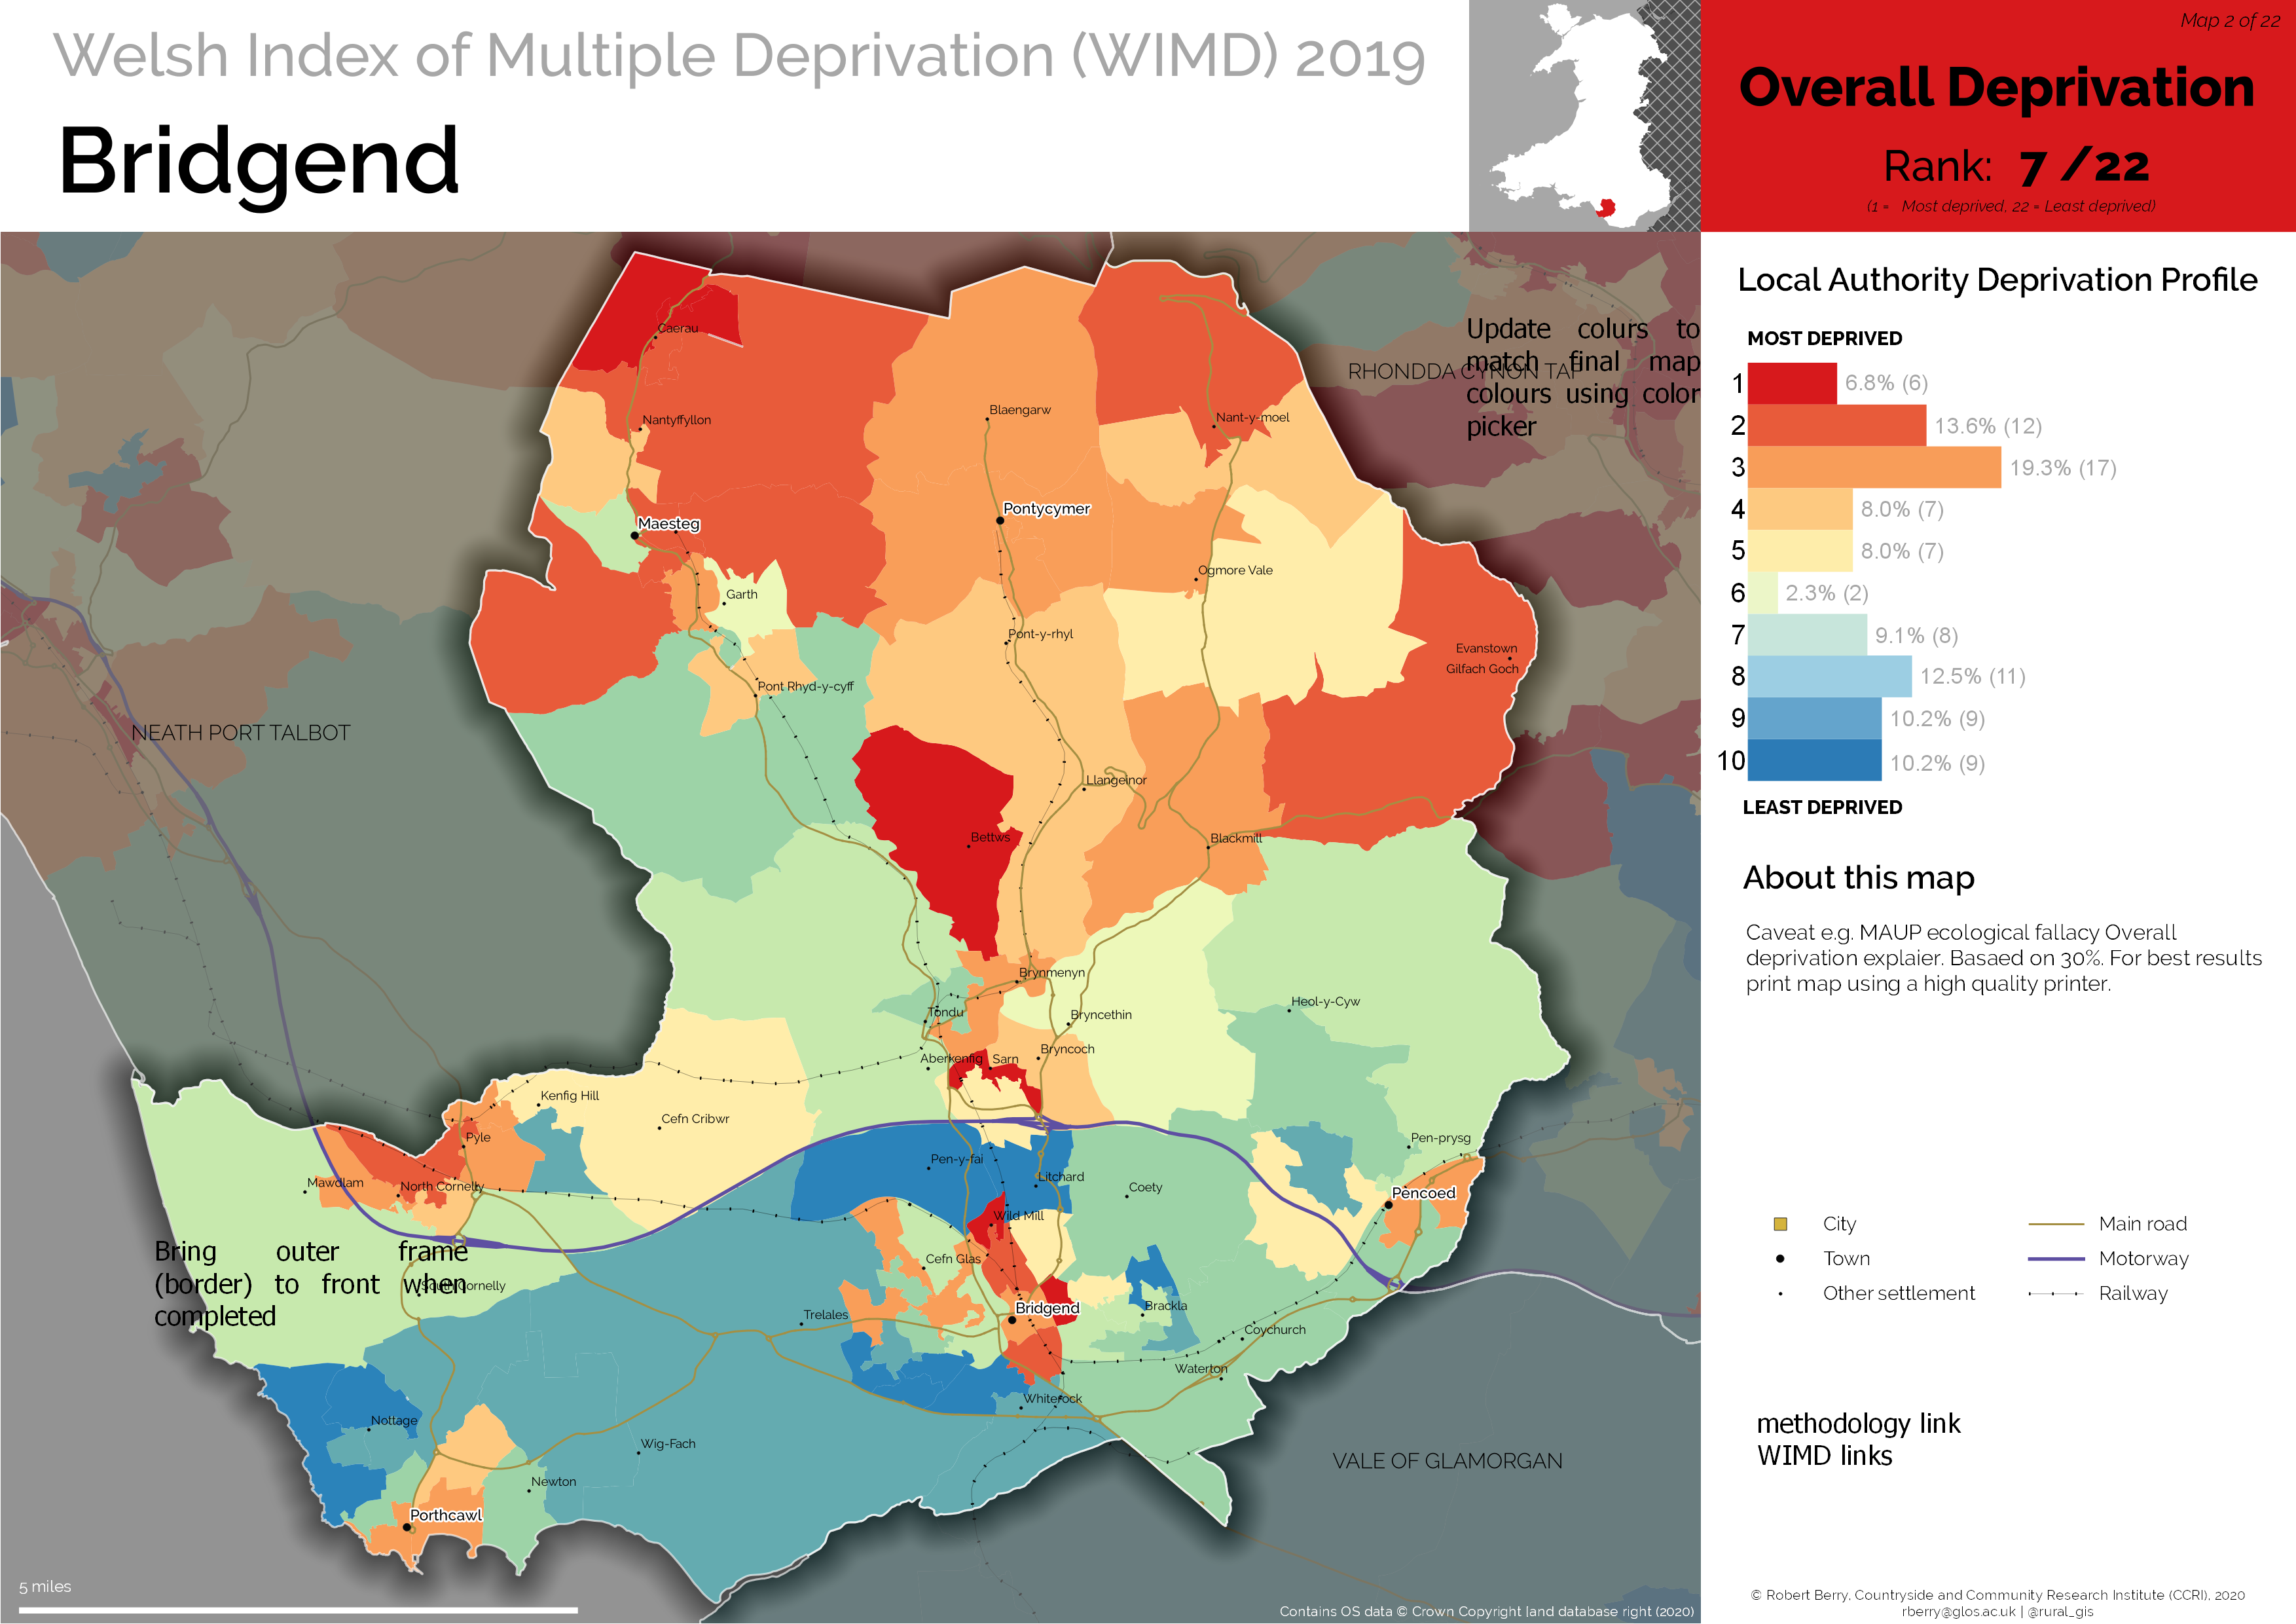 Welsh Index of Multiple Deprivation (WIMD) 2019
Bridgend
Map 2 of 22
Overall Deprivation
Rank: 7 /22
(1 = Most deprived, 22 = Least deprived)
Caerau
Nantyffyllon
Blaengarw
Nant-y-moel
RHONDDA CYNON TAF
Update colurs to
match final map
colours using color
picker
Maesteg
Pontycymer
Garth
Ogmore Vale
Pont-y-rhyl
Evanstown
Gilfach Goch
Pont Rhyd-y-cyff
NEATH PORT TALBOT
Llangeinor
Bettws
Blackmill
Brynmenyn
Heol-y-Cyw
Tondu
Bryncethin
Bryncoch
Aberkenfig
Sarn
Kenfig Hill
Cefn Cribwr
Pyle
Pen-prysg
Pen-y-fai
Litchard
Mawdlam
North Cornelly
Coety
Pencoed
Wild Mill
Bring outer frame
(border) to front when
completed
South Cornelly
Cefn Glas
Trelales
Bridgend
Brackla
Coychurch
Waterton
Whiterock
Nottage
Wig-Fach
Newton
VALE OF GLAMORGAN
Porthcawl
5 miles
Contains OS data © Crown Copyright land database right (2020)
Local Authority Deprivation Profile
MOST DEPRIVED
1 6.8% (6)
2 13.6% (12)
3 19.3% (17)
4 8.0% (7)
5 8.0% (7)
6 2.3% (2)
7 9.1% (8)
8 12.5% (11)
9 10.2% (9)
10 10.2% (9)
LEAST DEPRIVED
About this map
Caveat e.g. MAUP ecological fallacy Overall
deprivation explaier. Basaed on 30%. For best results
print map using a high quality printer.
City
Town
Other settlement
Main road
Motorway
Railway
methodology link
WIMD links
© Robert Berry, Countryside and Community Research Institute (CCRI), 2020
rberry@glos.ac.uk | @rural_gis